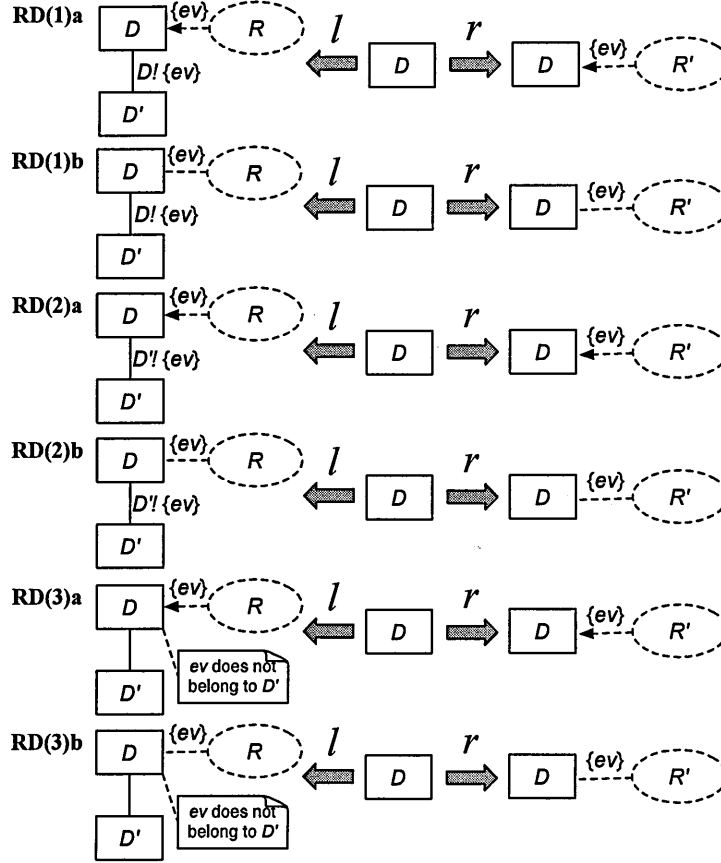 RD(1)a D {ev} R l D r D {ev} R'
D! {ev}
D'
RD(1)b D {ev} R l D r D {ev} R'
D! {ev}
D'
RD(2)a D {ev} R l D r D {ev} R'
D'! {ev}
D'
RD(2)b D {ev} R l D r D {ev} R'
D'! {ev}
D'
RD(3)a D {ev} R l D r D {ev} R'
ev does not
belong to D'
D'
RD(3)b D {ev} R l D r D {ev} R'
ev does not
belong to D'
D'